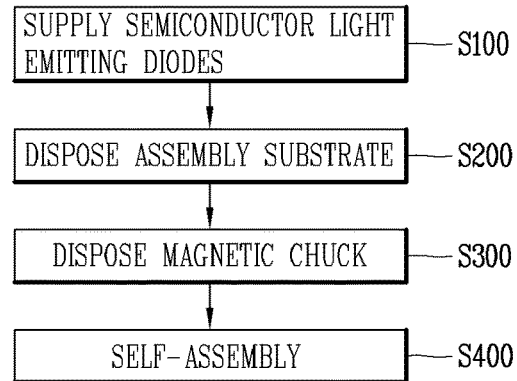 SUPPLY SEMICONDUCTOR LIGHT
EMITTING DIODES
S100
DISPOSE ASSEMBLY SUBSTRATE
S200
DISPOSE MAGNETIC CHUCK
S300
SELF-ASSEMBLY
S400